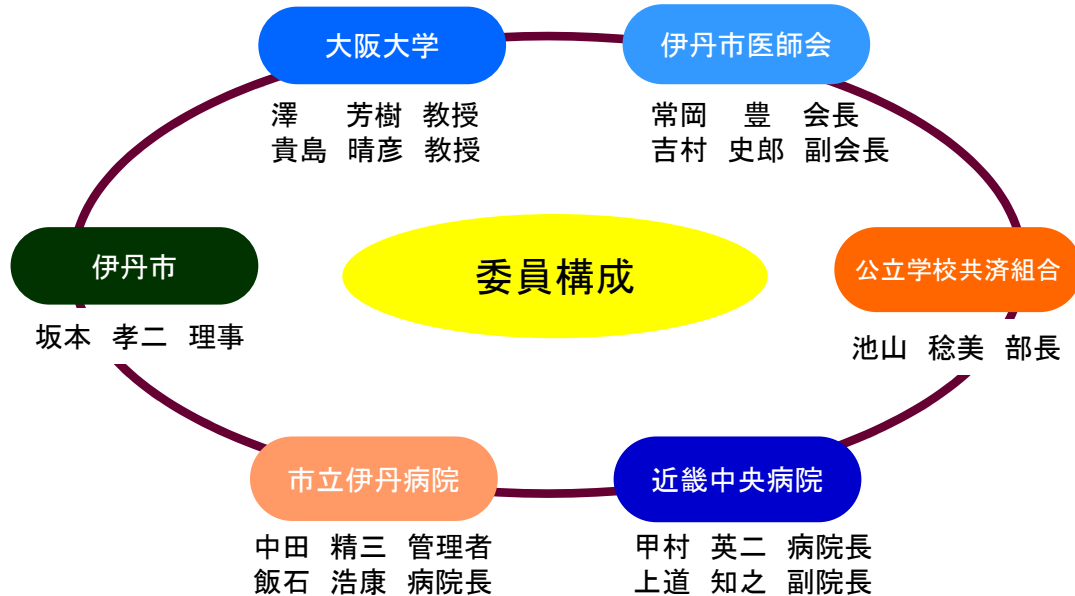 大阪大学
澤 芳樹 教授
貴島 晴彦 教授
伊丹市医師会
常岡 豊 会長
吉村 史郎 副会長
伊丹市
坂本 孝二 理事
委員構成
公立学校共済組合
池山 稔美 部長
市立伊丹病院
中田 精三 管理者
飯石 浩康 病院長
近畿中央病院
甲村 英二 病院長
上道 知之 副院長